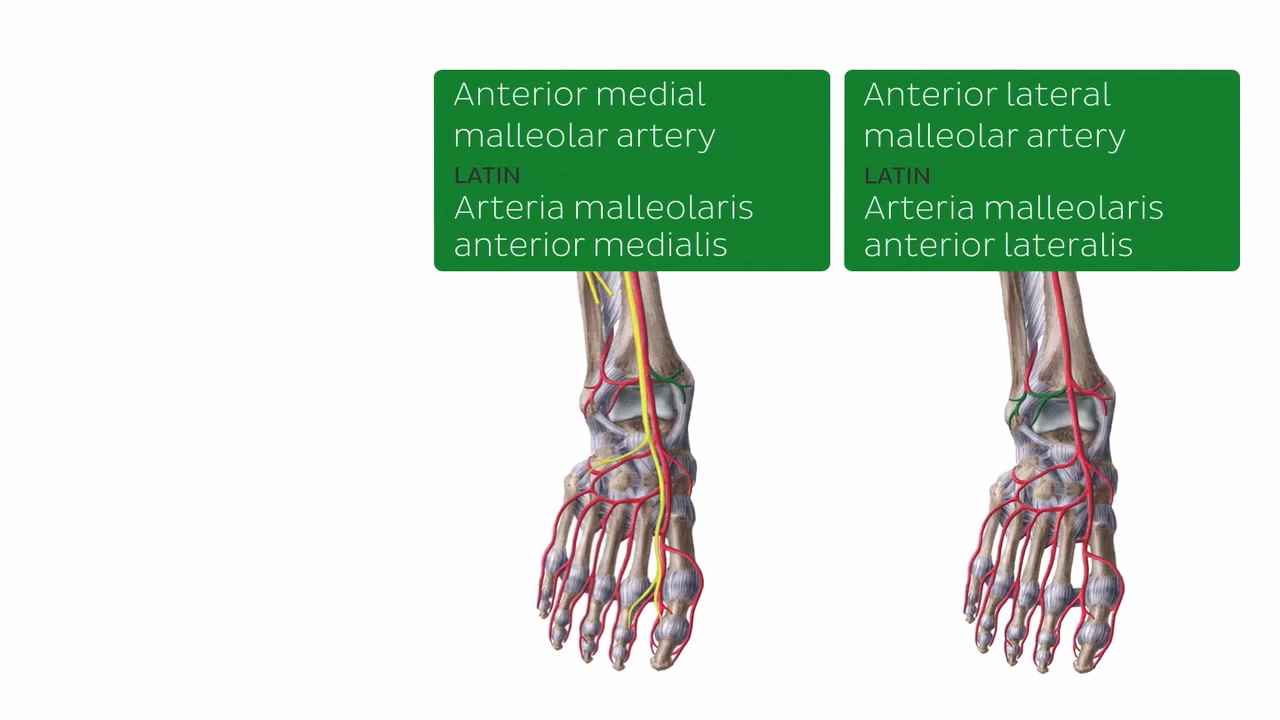 Anterior medial
malleolar artery
LATIN
Arteria malleolaris
anterior medialis
Anterior lateral
malleolar artery
LATIN
Arteria malleolaris
anterior lateralis